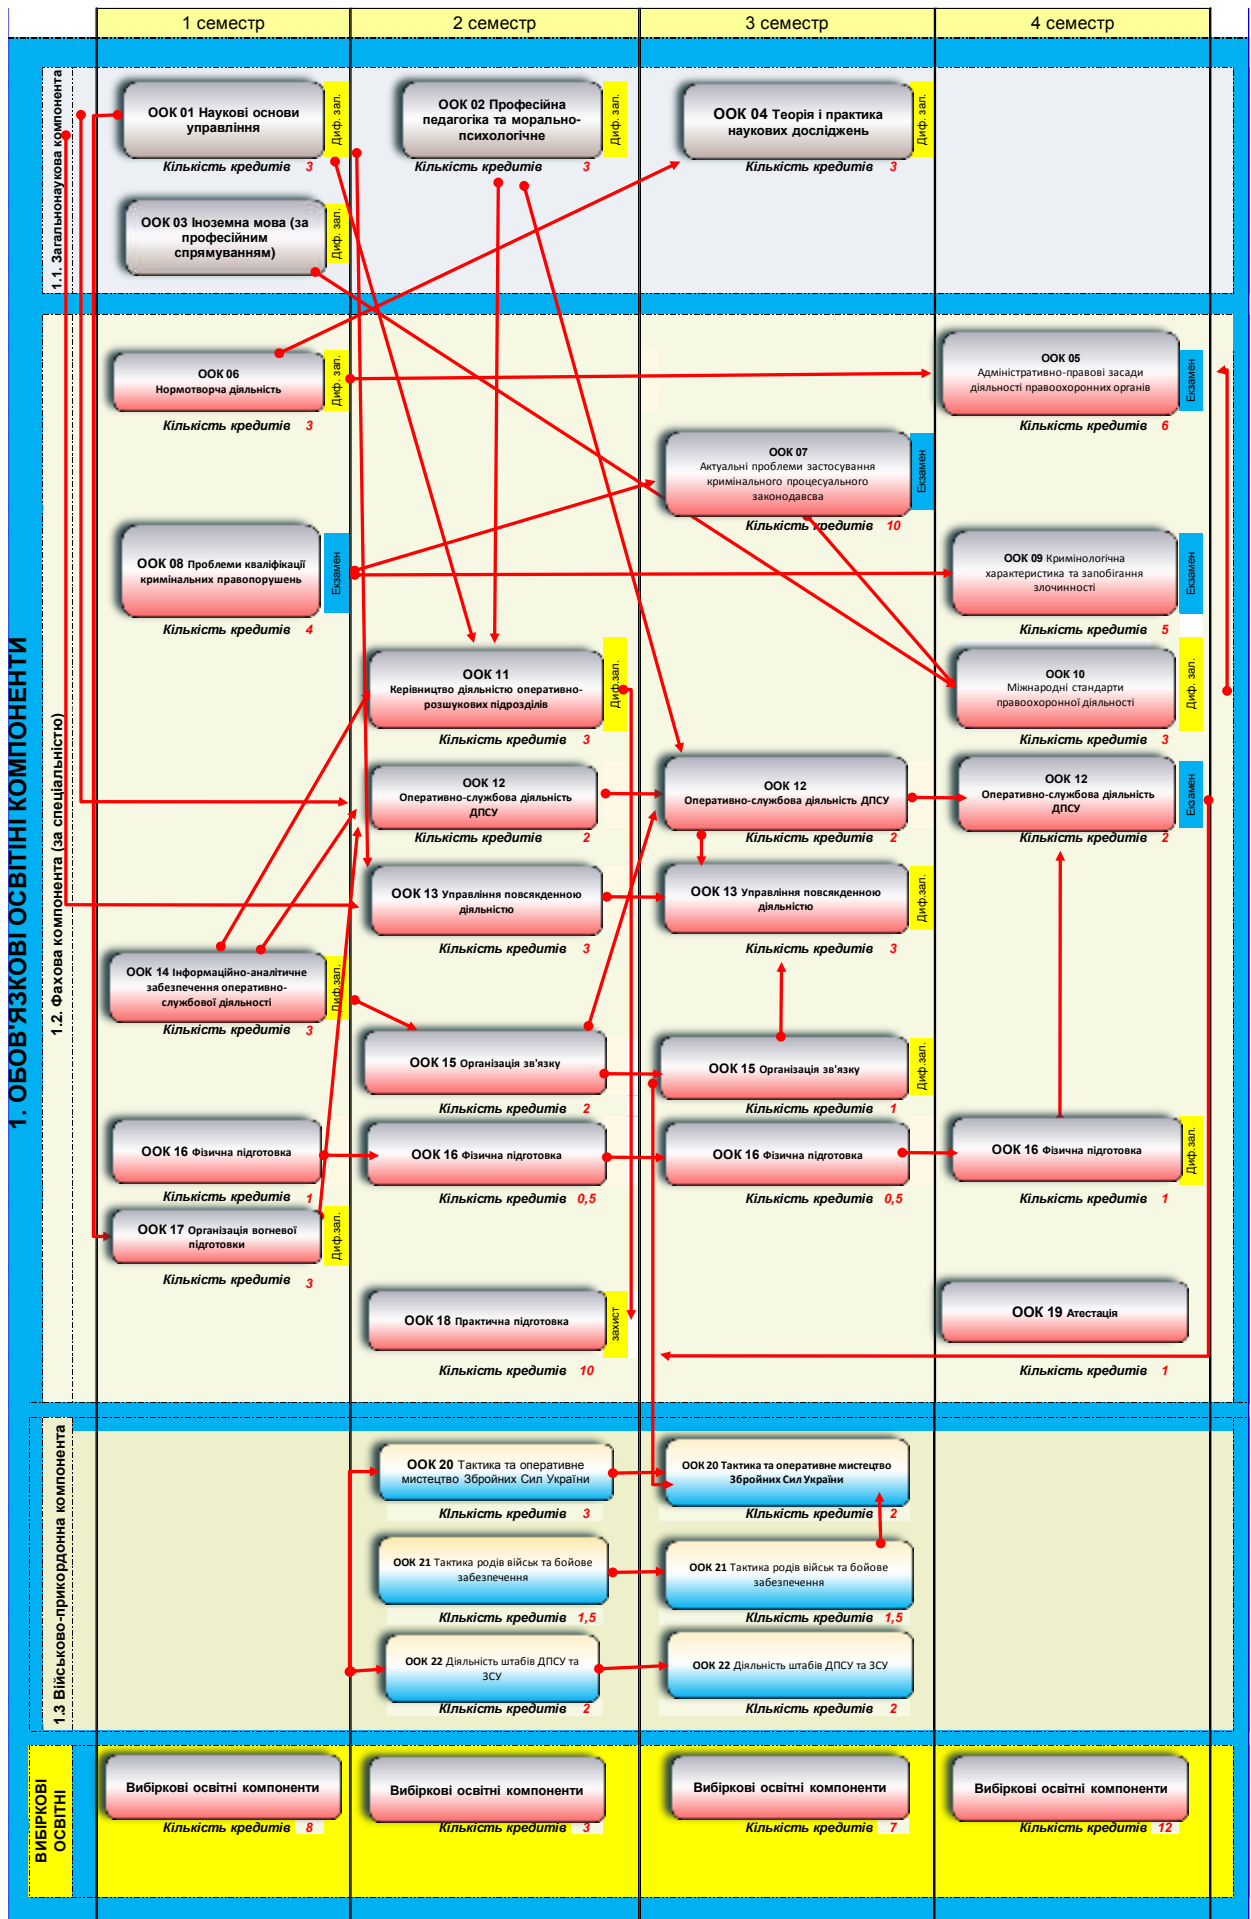 1 семестр
2 семестр
3 семестр
4 семестр
1. ОБОВ'ЯЗКОВІ ОСВІТНІ КОМПОНЕНТИ
1.1. Загальнонаукова компонента
ООК 01 Наукові основи
управління
Диф. зал.
Кількість кредитів 3
ООК 02 Професійна
педагогіка та морально-
психологічне
Диф. зал.
Кількість кредитів 3
ООК 04 Теорія і практика
наукових досліджень
Диф. зал.
Кількість кредитів 3
ООК 03 Іноземна мова (за
професійним
спрямуванням)
Диф. зал.
1.2. Фахова компонента (за спеціальністю)
ООК 06
Нормотворча діяльність
Диф. зал.
Кількість кредитів 3
ООК 05
Адміністративно-правові засади
діяльності правоохоронних органів
Екзамен
Кількість кредитів 6
ООК 07
Актуальні проблеми застосування
кримінального процесуального
законодавсва
Екзамен
Кількість кредитів 10
ООК 08 Проблеми кваліфікації
кримінальних правопорушень
Екзамен
Кількість кредитів 4
ООК 09 Кримінологічна
характеристика та запобігання
злочинності
Екзамен
Кількість кредитів 5
ООК 11
Керівництво діяльністю оперативно-
розшукових підрозділів
Диф.зал.
Кількість кредитів 3
ООК 10
Міжнародні стандарти
правоохоронної діяльності
Диф. зал.
Кількість кредитів 3
ООК 12
Оперативно-службова діяльність
ДПСУ
Кількість кредитів 2
ООК 12
Оперативно-службова діяльність ДПСУ
Кількість кредитів 2
ООК 12
Оперативно-службова діяльність
ДПСУ
Екзамен
Кількість кредитів 2
ООК 13 Управління повсякденною
діяльністю
Кількість кредитів 3
ООК 13 Управління повсякденною
діяльністю
Диф.зал.
Кількість кредитів 3
ООК 14 Інформаційно-аналітичне
забезпечення оперативно-
службової діяльності
Диф.зал.
Кількість кредитів 3
ООК 15 Організація зв'язку
Кількість кредитів 2
ООК 15 Організація зв'язку
Диф.зал.
Кількість кредитів 1
ООК 16 Фізична підготовка
Кількість кредитів 1
ООК 16 Фізична підготовка
Кількість кредитів 0,5
ООК 16 Фізична підготовка
Кількість кредитів 0,5
ООК 16 Фізична підготовка
Диф.зал.
Кількість кредитів 1
ООК 17 Організація вогневої
підготовки
Диф.зал.
Кількість кредитів 3
ООК 18 Практична підготовка
захист
Кількість кредитів 10
ООК 19 Атестація
Кількість кредитів 1
1.3 Військово-прикордонна компонента
ООК 20 Тактика та оперативне
мистецтво Збройних Сил України
КІлькість кредитів 3
ООК 20 Тактика та оперативне мистецтво
Збройних Сил України
КІлькість кредитів 2
ООК 21 Тактика родів військ та бойове
забезпечення
КІлькість кредитів 1,5
ООК 21 Тактика родів військ та бойове
забезпечення
КІлькість кредитів 1,5
ООК 22 Діяльність штабів ДПСУ та
ЗСУ
КІлькість кредитів 2
ООК 22 Діяльність штабів ДПСУ та ЗСУ
КІлькість кредитів 2
ВИБІРКОВІ
ОСВІТНІ
Вибіркові освітні компоненти
Кількість кредитів 8
Вибіркові освітні компоненти
Кількість кредитів 3
Вибіркові освітні компоненти
Кількість кредитів 7
Вибіркові освітні компоненти
Кількість кредитів 12